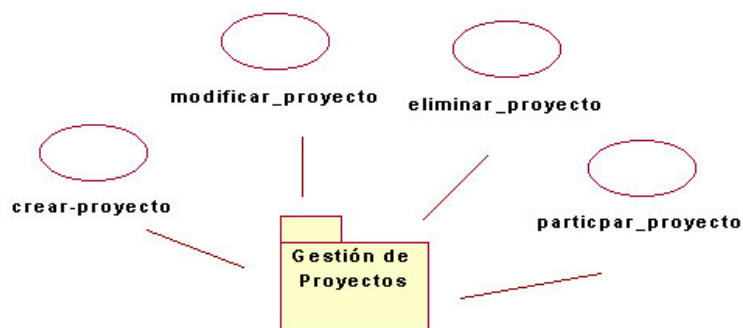 modificar_proyecto
eliminar_proyecto
crear-proyecto
particpar_proyecto
Gestión de
Proyectos